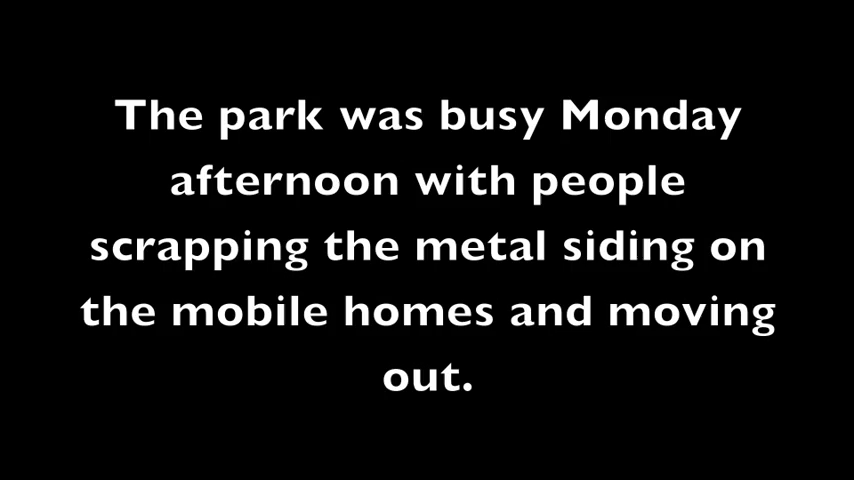 The park was busy Monday
afternoon with people
scrapping the metal siding on
the mobile homes and moving
out.